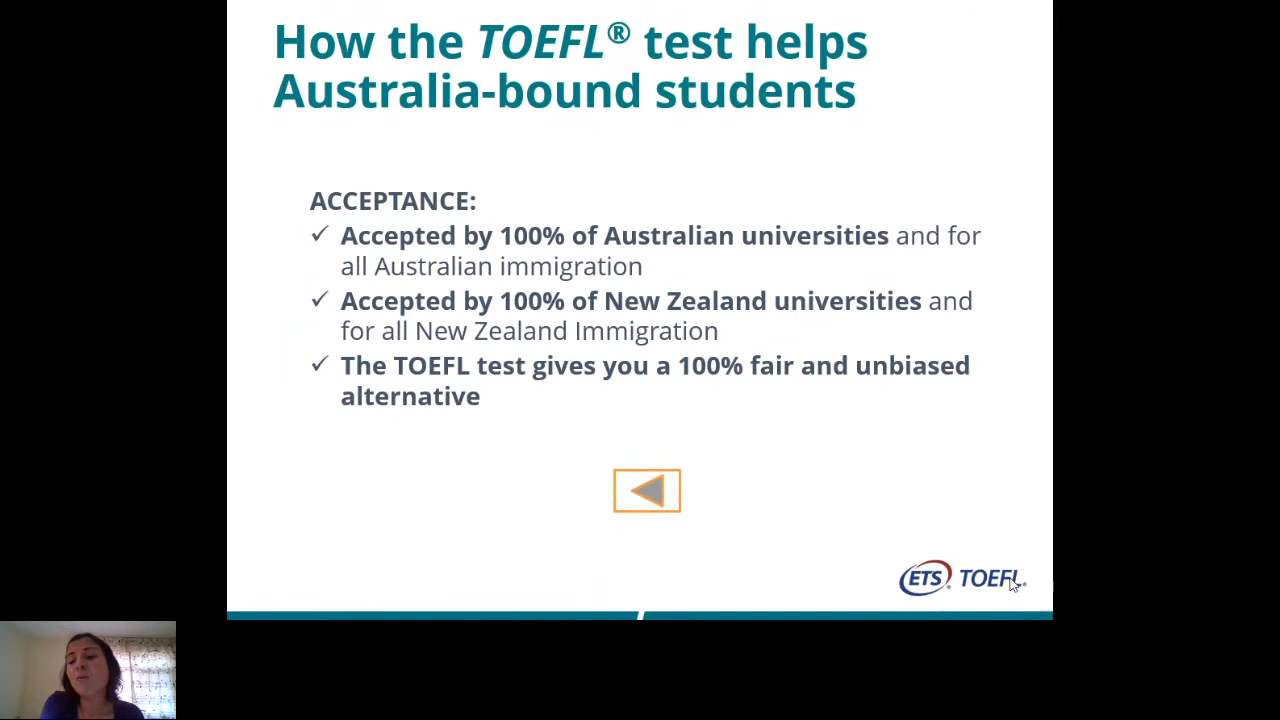 How the TOEFL® test helps
Australia-bound students
ACCEPTANCE:
✓ Accepted by 100% of Australian universities and for
all Australian immigration
✓ Accepted by 100% of New Zealand universities and
for all New Zealand Immigration
✓ The TOEFL test gives you a 100% fair and unbiased
alternative
ETS® TOEFL®